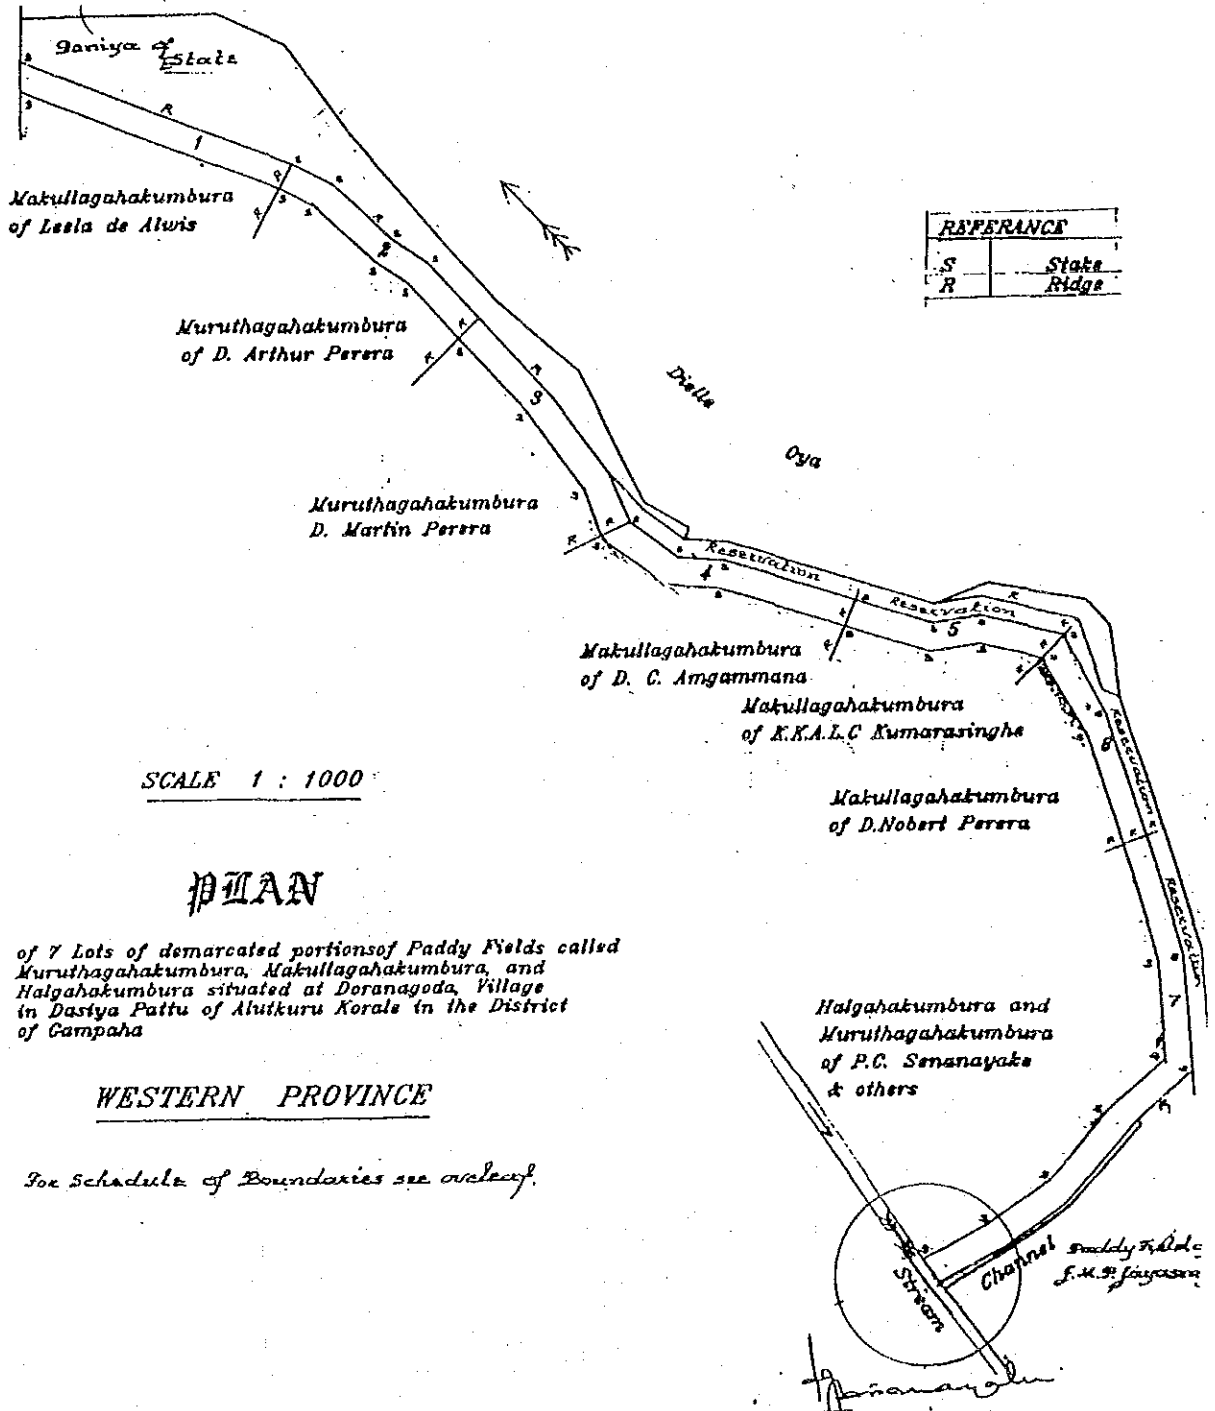 Daniya of
State
R
1
Makullagahakumbura
of Leela de Alwis
2
REFERANCE
S Stake
R Ridge
Muruthagahakumbura
of D. Arthur Perera
3
Dielle
Oya
Muruthagahakumbura
D. Martin Perera
Reservation
4
Reservation
5
Makullagahakumbura
of D. C. Amgammana
Makullagahakumbura
of K.K.A.L.C Kumarasinghe
6
Reservation
SCALE 1 : 1000
Makullagahakumbura
of D.Nobert Perera
PLAN
Reservation
of 7 Lots of demarcated portionsof Paddy Fields called
Muruthagahakumbura, Makullagahakumbura, and
Halgahakumbura situated at Doranagoda, Village
in Dasiya Pattu of Alutkuru Korale in the District
of Gampaha
7
Halgahakumbura and
Muruthagahakumbura
of P.C. Senanayake
& others
WESTERN PROVINCE
For Schedule of Boundaries see overleaf.
Stream
Channel
Paddy Field